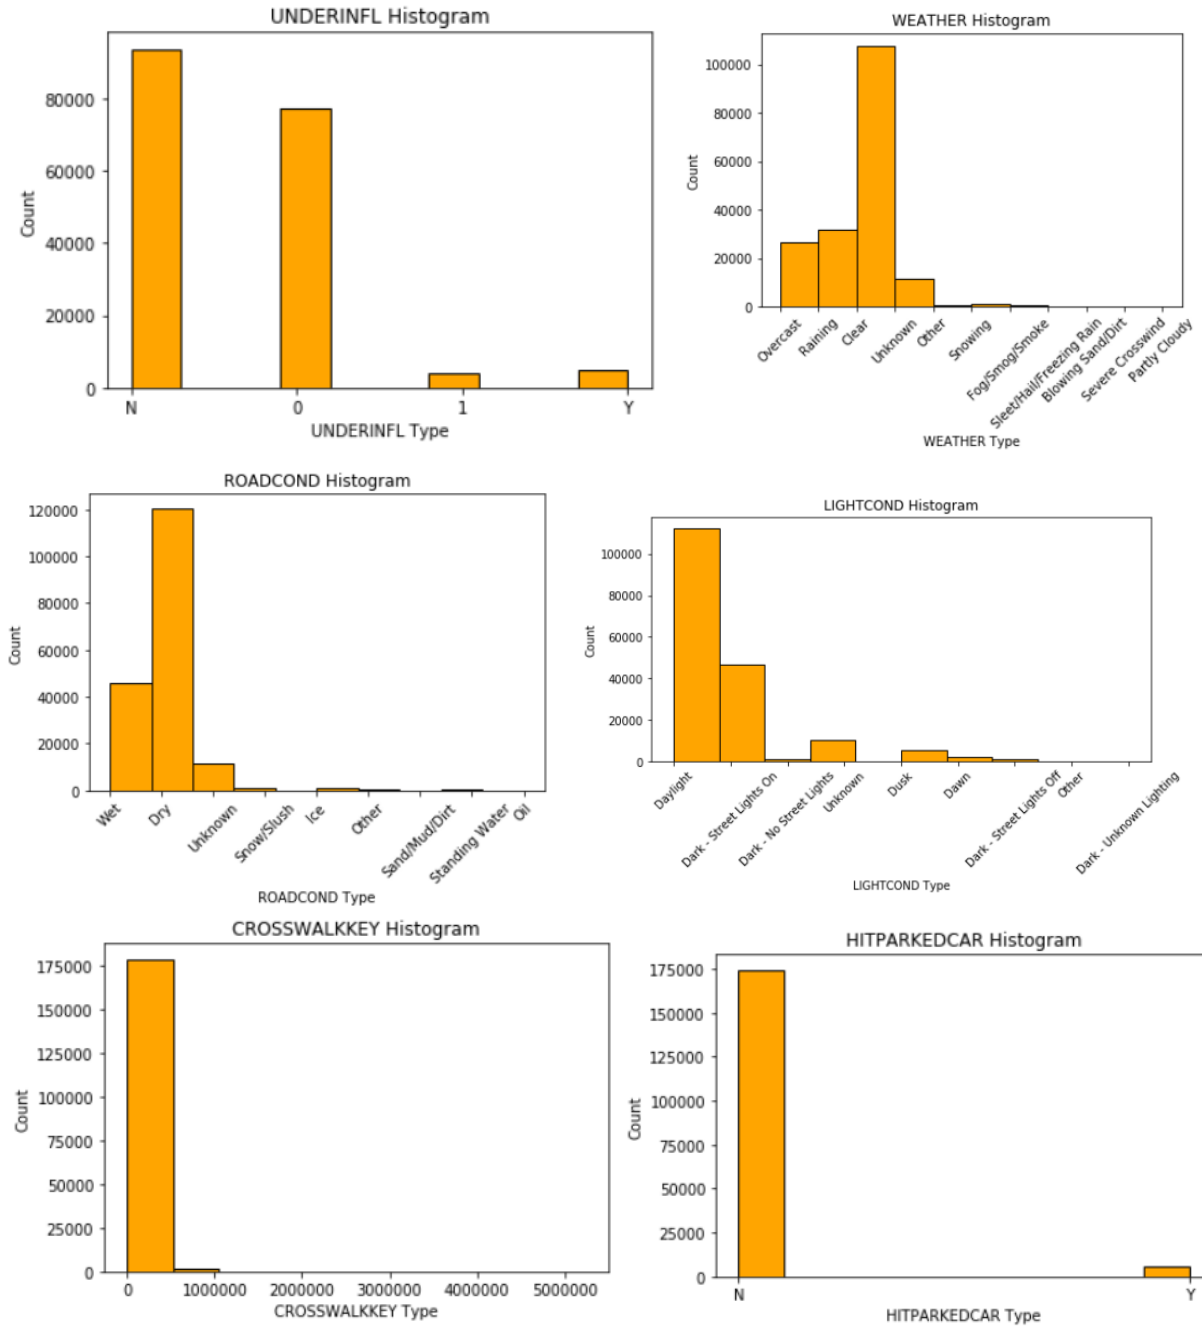 UNDERINFL Histogram
Count
80000
60000
40000
20000
0
N 0 1 Y
UNDERINFL Type
WEATHER Histogram
Count
100000
80000
60000
40000
20000
0
Overcast
Raining
Clear
Unknown
Other
Snowing
Fog/Smog/Smoke
Sleet/Hail/Freezing Rain
Blowing Sand/Dirt
Severe Crosswind
Partly Cloudy
WEATHER Type
ROADCOND Histogram
Count
120000
100000
80000
60000
40000
20000
0
Wet
Dry
Unknown
Snow/Slush
Ice
Other
Sand/Mud/Dirt
Standing Water
Oil
ROADCOND Type
LIGHTCOND Histogram
Count
100000
80000
60000
40000
20000
0
Daylight
Dark - Street Lights On
Dark - No Street Lights
Unknown
Dusk
Dawn
Dark - Street Lights Off
Other
Dark - Unknown Lighting
LIGHTCOND Type
CROSSWALKKEY Histogram
Count
175000
150000
125000
100000
75000
50000
25000
0
0 1000000 2000000 3000000 4000000 5000000
CROSSWALKKEY Type
HITPARKEDCAR Histogram
Count
175000
150000
125000
100000
75000
50000
25000
0
N Y
HITPARKEDCAR Type